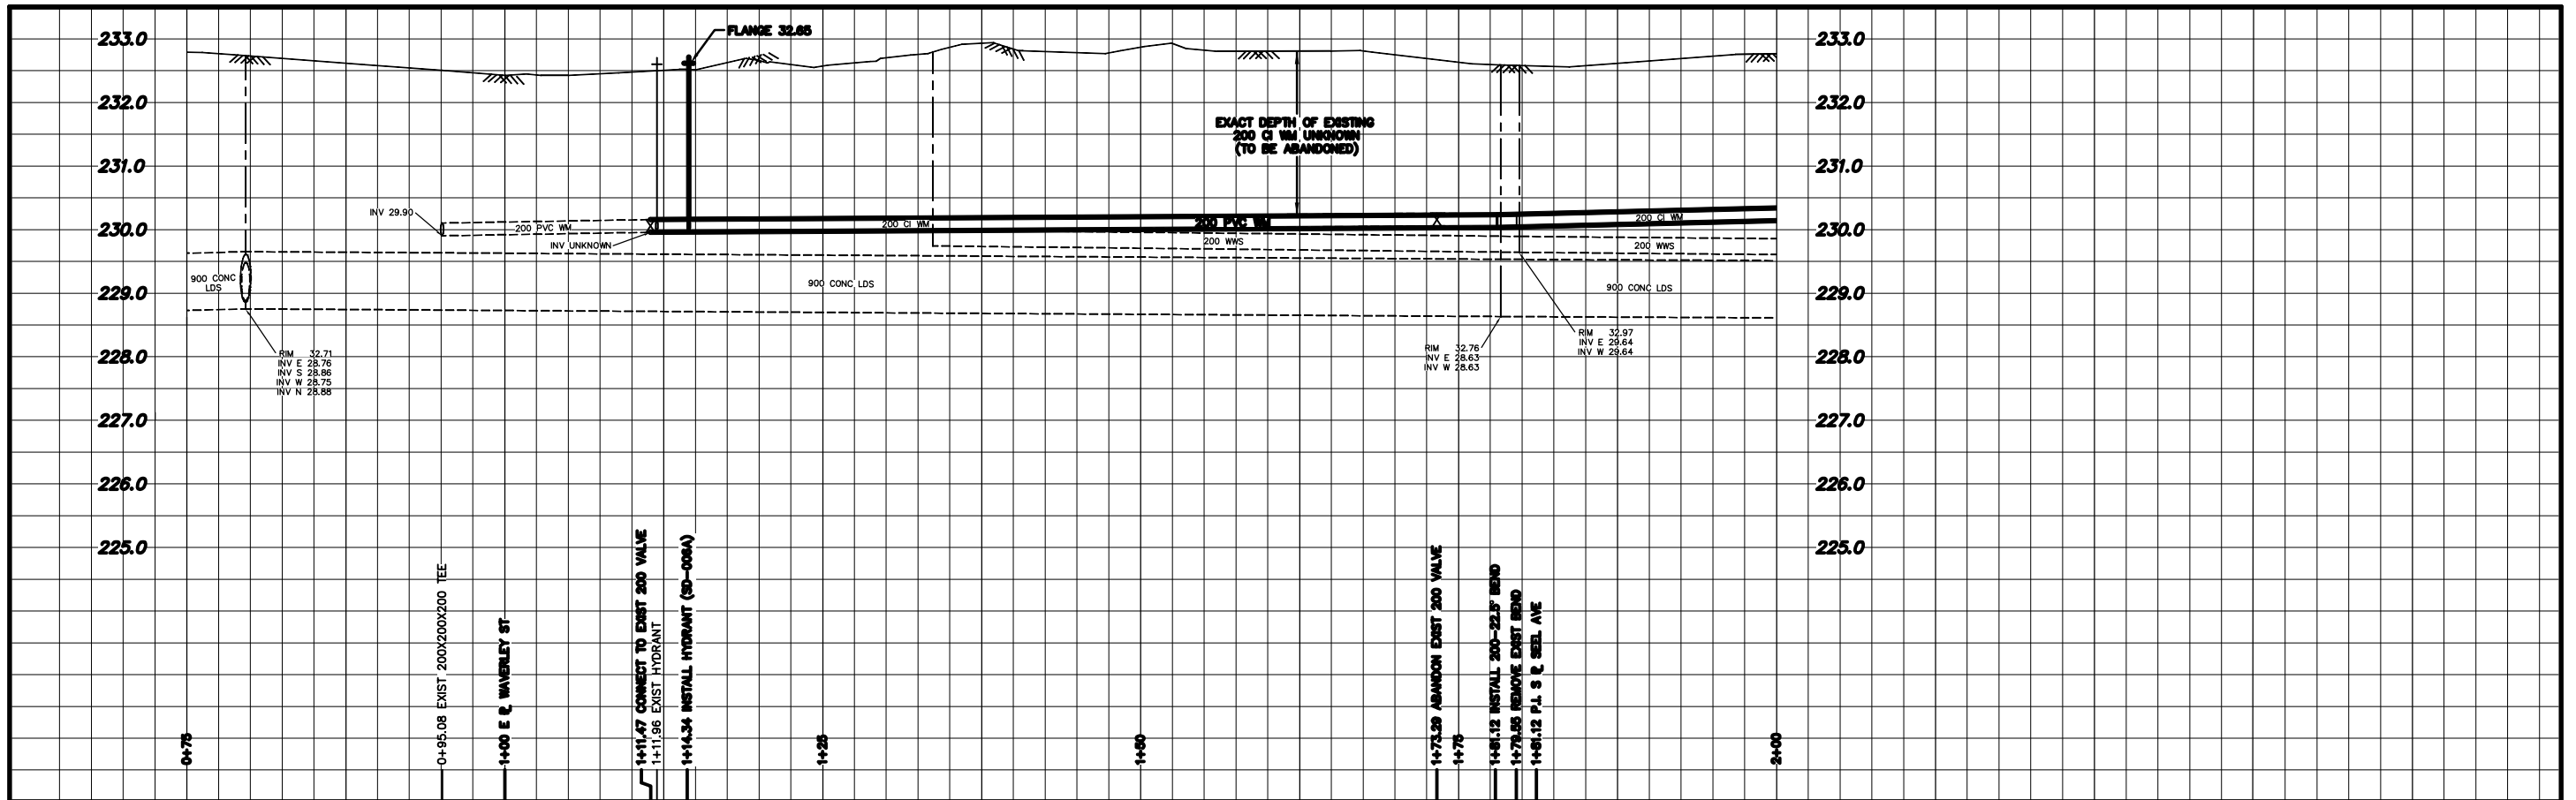 FLANGE 32.65
233.0
233.0
232.0
232.0
EXACT DEPTH OF EXISTING
200 CI WM UNKNOWN
(TO BE ABANDONED)
231.0
231.0
INV 29.90
200 PVC WM
INV UNKNOWN
200 CI WM
200 PVC WM
200 CI WM
230.0
230.0
200 WWS
200 WWS
900 CONC
LDS
900 CONC LDS
900 CONC LDS
229.0
229.0
RIM 32.71
INV E 28.76
INV S 28.86
INV W 28.75
INV N 28.88
RIM 32.76
INV E 28.63
INV W 28.63
RIM 32.97
INV E 29.64
INV W 29.64
228.0
228.0
227.0
227.0
226.0
226.0
225.0
225.0
0+75
0+95.08 EXIST 200X200X200 TEE
1+00 E PL WAVERLEY ST
1+11.47 CONNECT TO EXIST 200 VALVE
1+11.96 EXIST HYDRANT
1+14.34 INSTALL HYDRANT (SD-006A)
1+25
1+50
1+73.29 ABANDON EXIST 200 VALVE
1+75
1+81.12 INSTALL 200-22.5° BEND
1+79.55 REMOVE EXIST BEND
1+81.12 P.I. S PL SEEL AVE
2+00